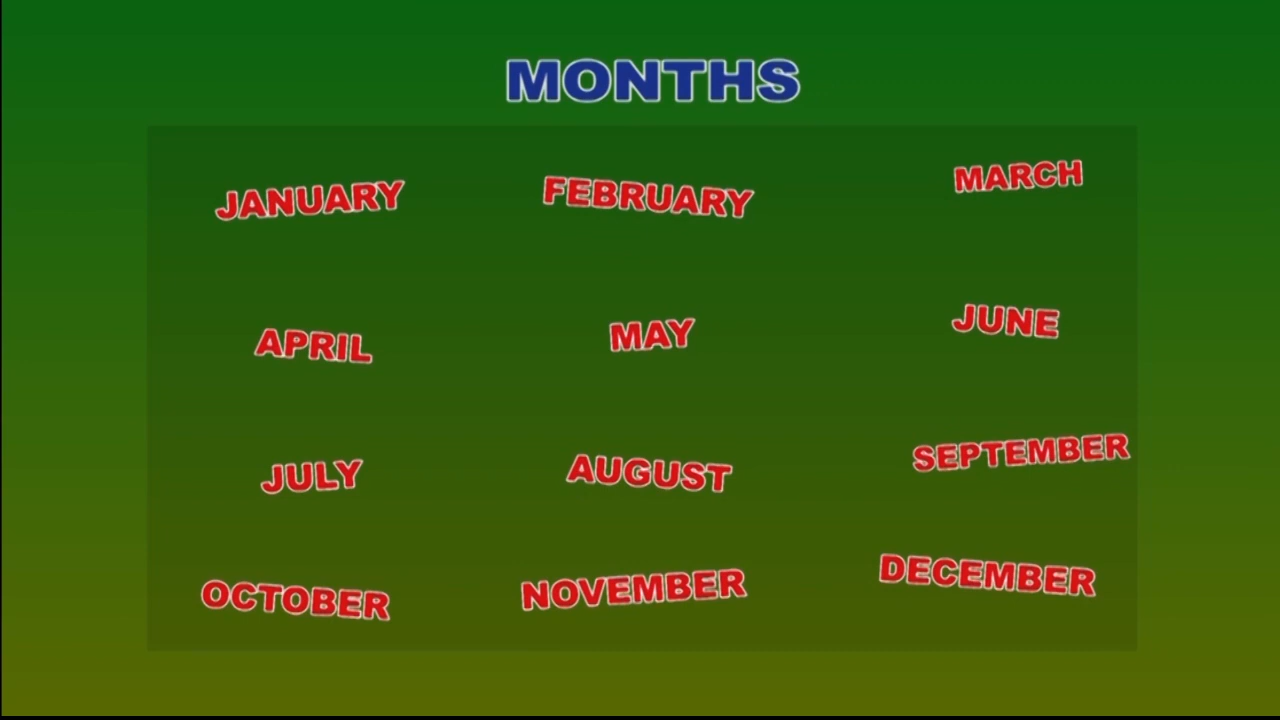 MONTHS
JANUARY FEBRUARY MARCH
APRIL MAY JUNE
JULY AUGUST SEPTEMBER
OCTOBER NOVEMBER DECEMBER